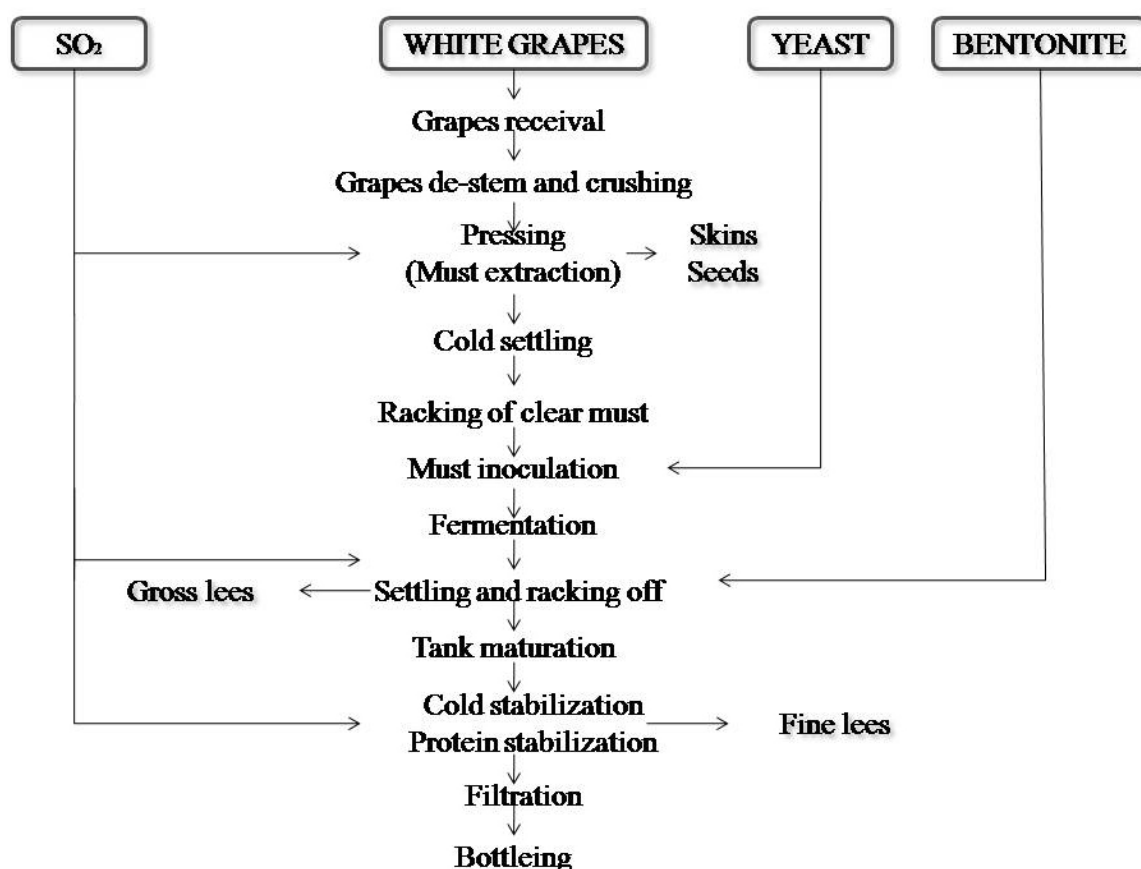 SO₂
WHITE GRAPES
YEAST
BENTONITE
Grapes receival
Grapes de-stem and crushing
Pressing
(Must extraction)
Skins
Seeds
Cold settling
Racking of clear must
Must inoculation
Fermentation
Gross lees
Settling and racking off
Tank maturation
Cold stabilization
Protein stabilization
Fine lees
Filtration
Bottleing